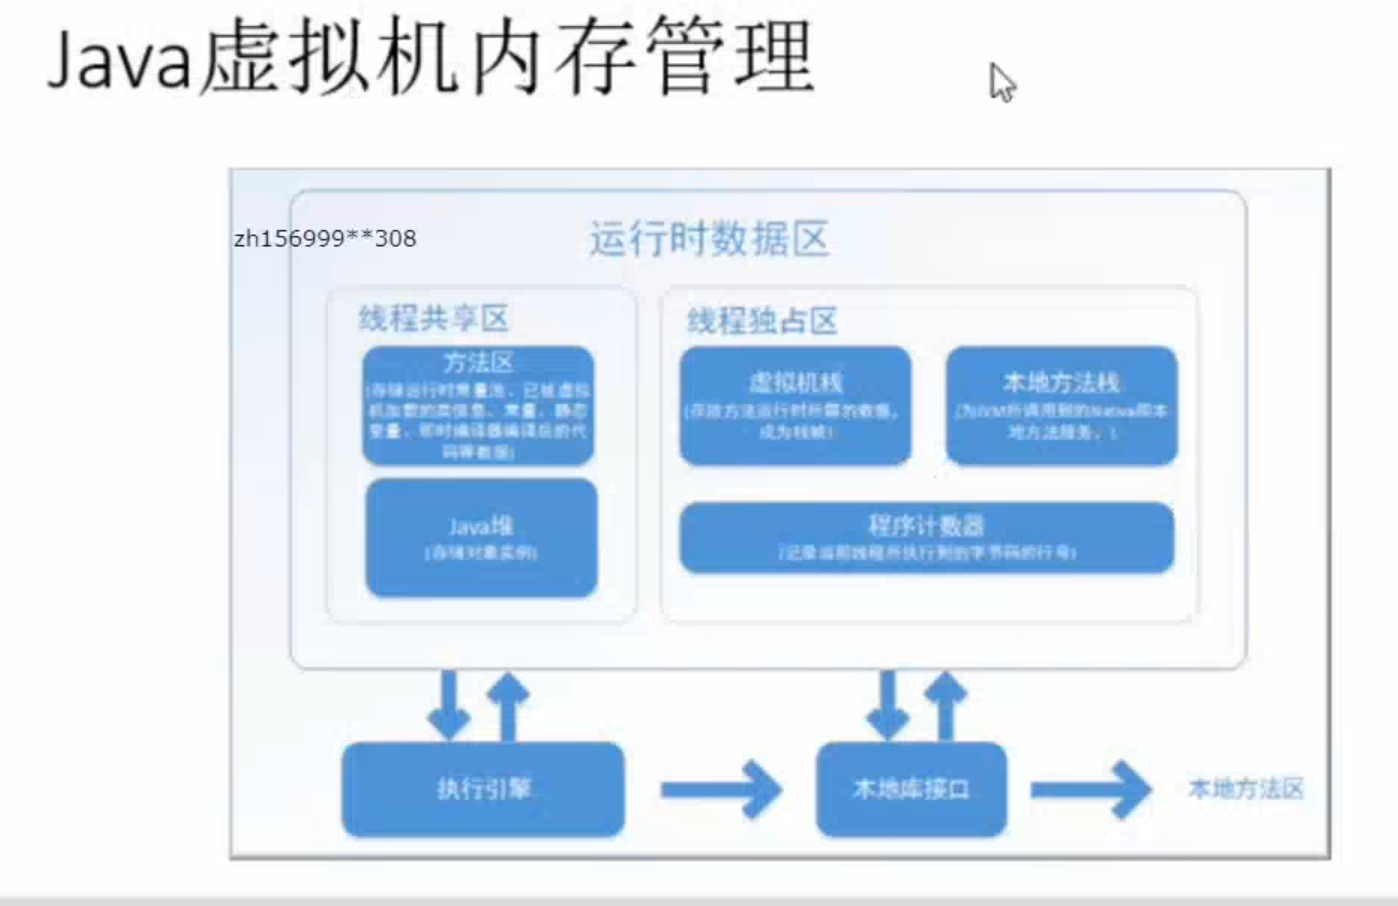 Java虚拟机内存管理
zh156999**308
运行时数据区
线程共享区
方法区
(存储运行时常量池，已被虚拟
机加载的类信息、常量、静态
变量、即时编译器编译后的代
码等数据)
Java堆
(存储对象实例)
线程独占区
虚拟机栈
(存放方法运行时所需的数据，
成为栈帧)
本地方法栈
(为JVM所调用到的Nativa即本
地方法服务。)
程序计数器
(记录当前线程所执行到的字节码的行号)
执行引擎
本地库接口
本地方法区